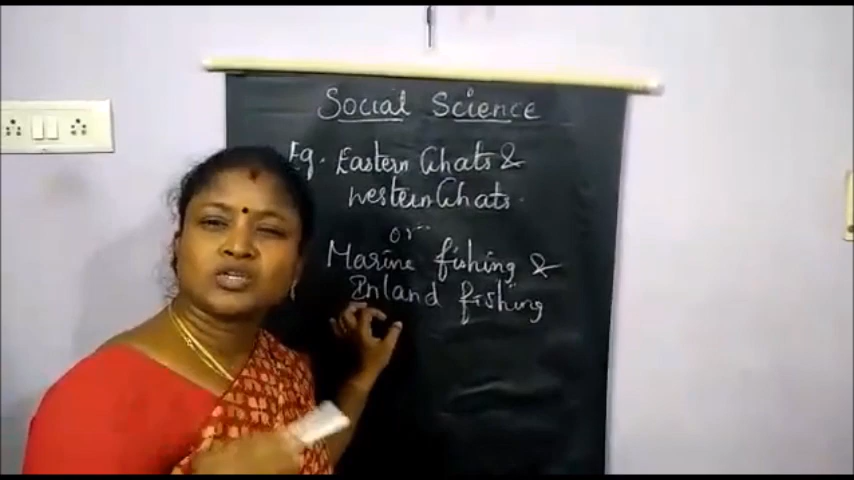 Social Science
Eg. Eastern Ghats &
Western Ghats.
or
Marine fishing &
Inland fishing